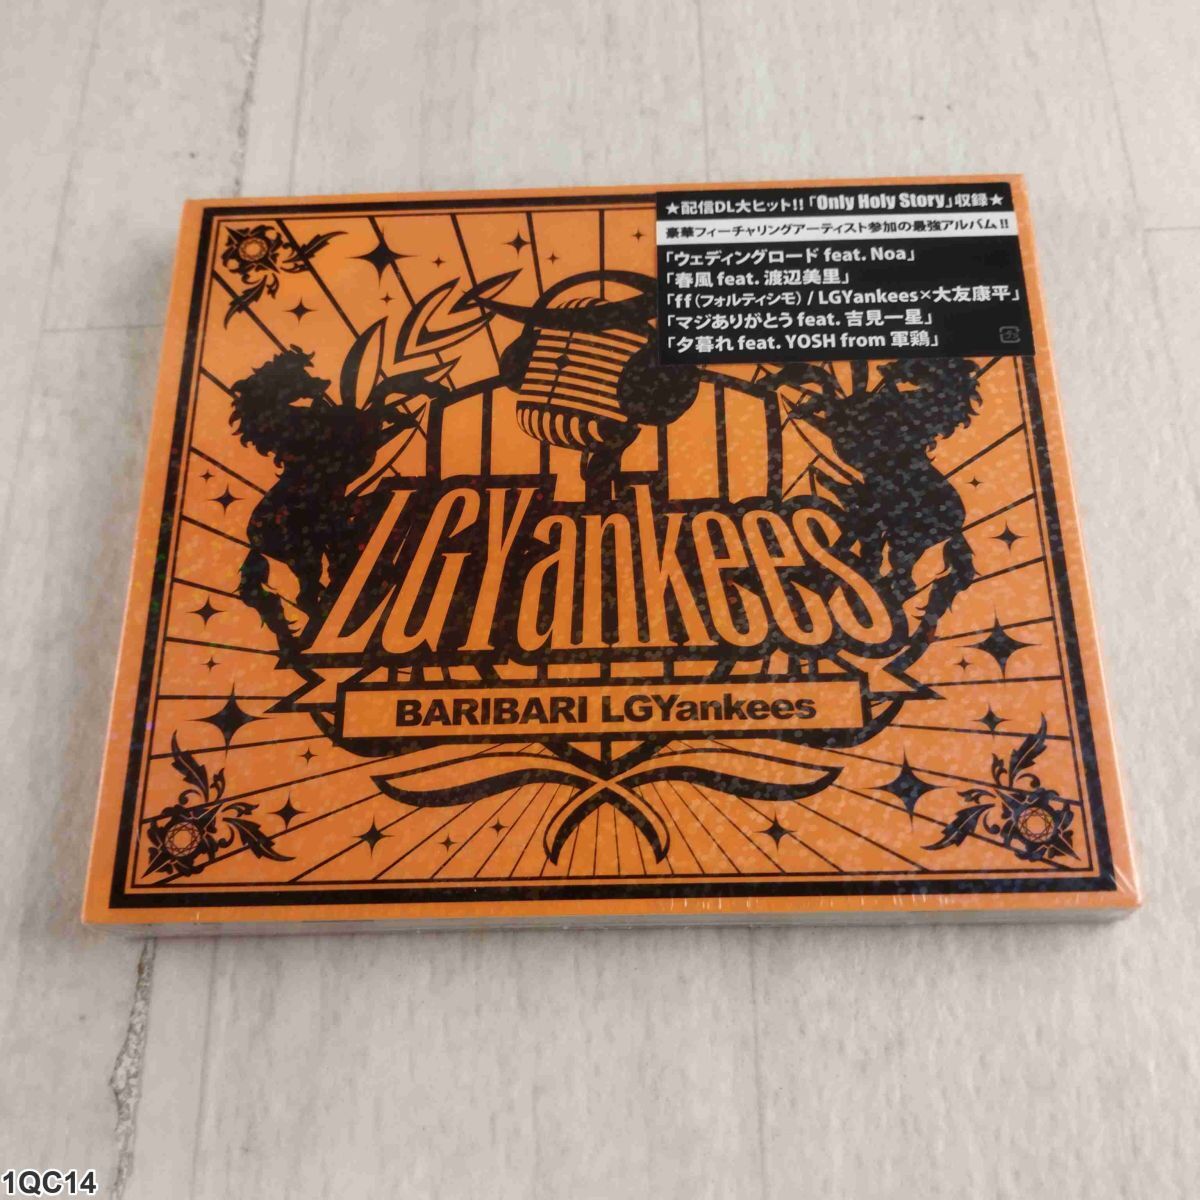 ★配信DL大ヒット!!「Only Holy Story」収録★
豪華フィーチャリングアーティスト参加の最強アルバム!!
「ウェディングロード feat. Noa」
「春風 feat. 渡辺美里」
「ff(フォルティシモ) / LGYankees×大友康平」
「マジありがとう feat. 吉見一星」
「夕暮れ feat. YOSH from 軍鶏」
LGYankees
BARIBARI LGYankees
1QC14